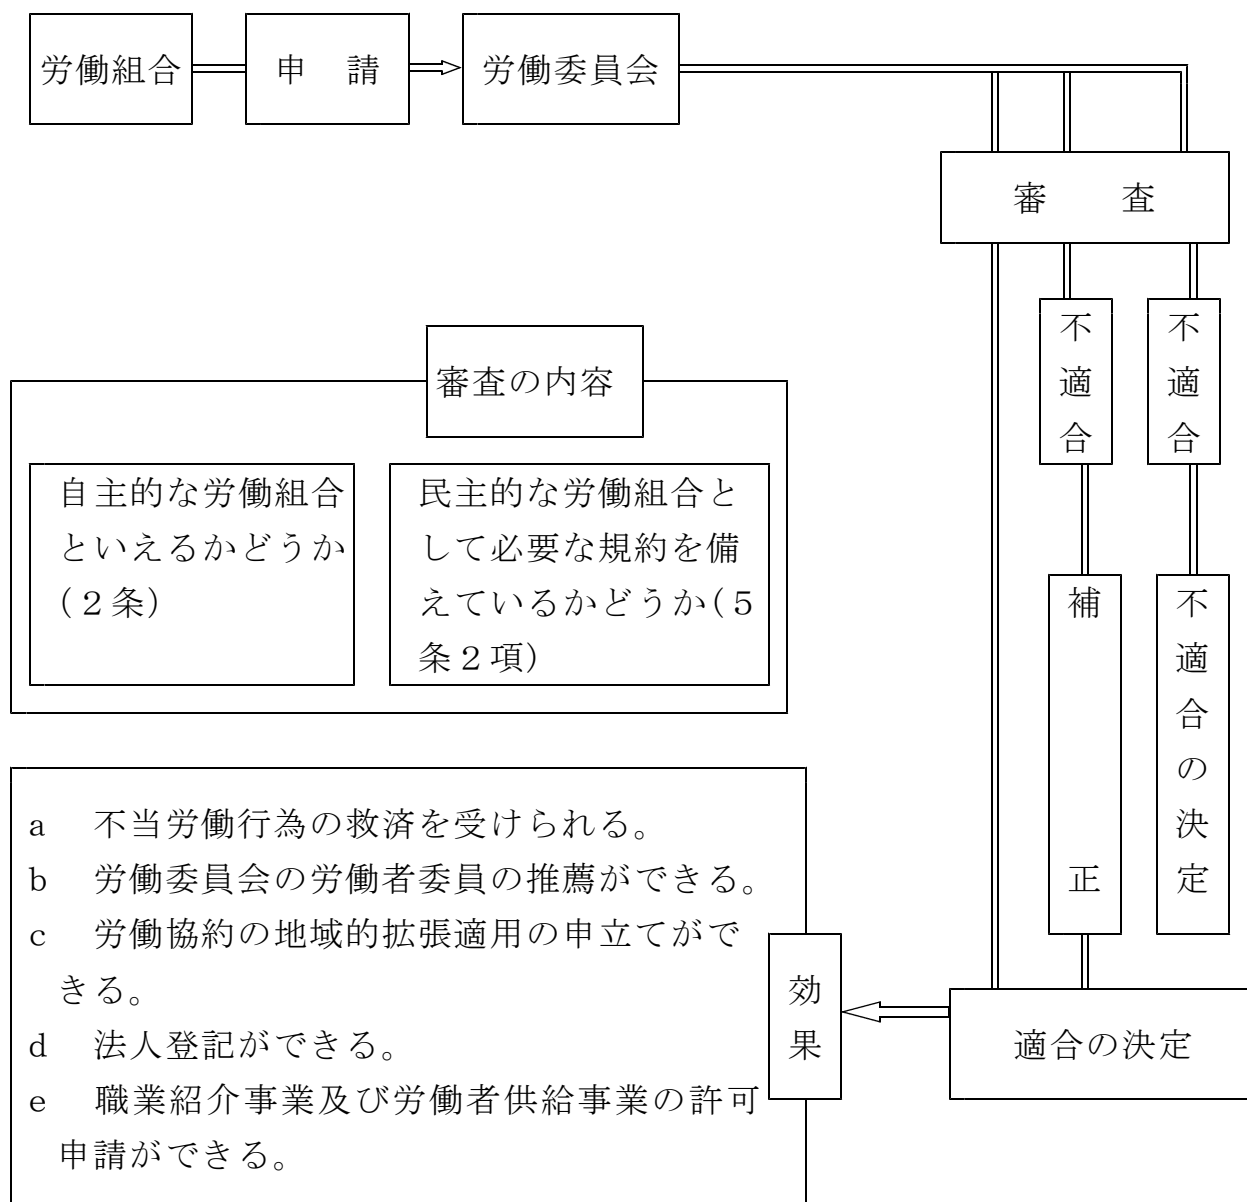 労働組合
申　請
労働委員会
審　査
不適合
不適合
審査の内容
自主的な労働組合
といえるかどうか
(２条)
民主的な労働組合と
して必要な規約を備
えているかどうか(５
条２項)
補正
不適合の決定
a　不当労働行為の救済を受けられる。
b　労働委員会の労働者委員の推薦ができる。
c　労働協約の地域的拡張適用の申立てがで
きる。
d　法人登記ができる。
e　職業紹介事業及び労働者供給事業の許可
申請ができる。
効果
適合の決定